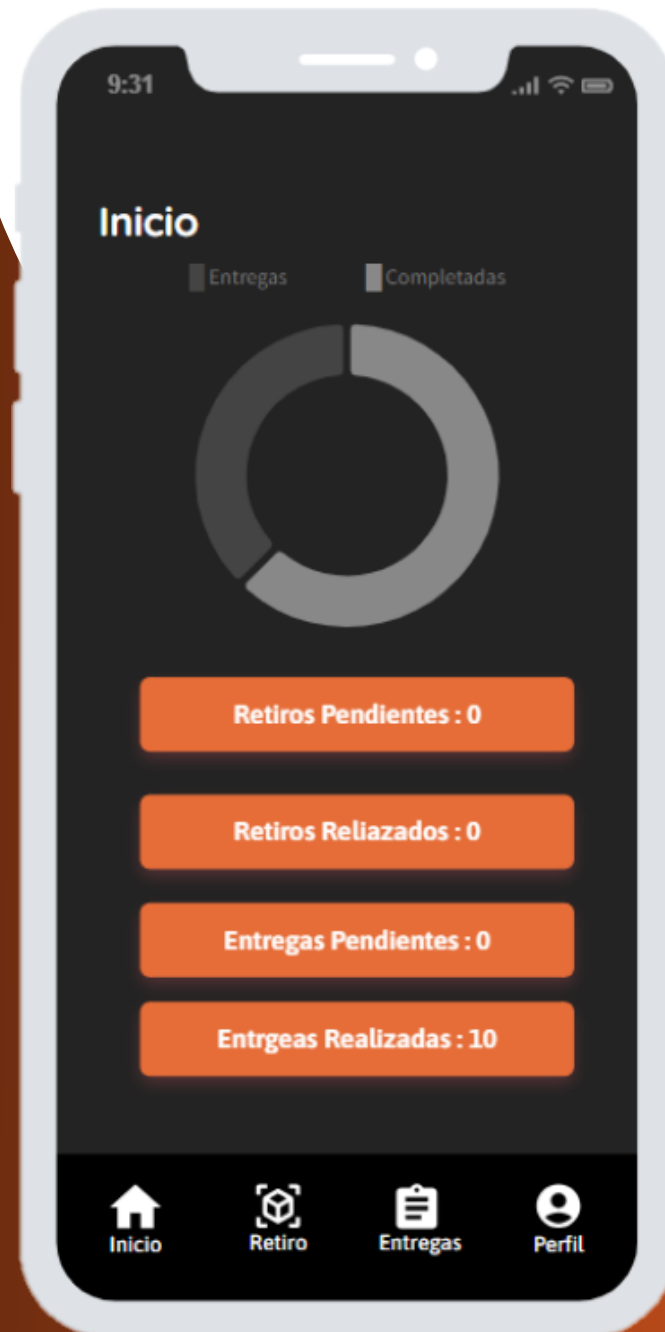 9:31
Inicio
Entregas Completadas
Retiros Pendientes : 0
Retiros Reliazados : 0
Entregas Pendientes : 0
Entrgeas Realizadas : 10
Inicio Retiro Entregas Perfil